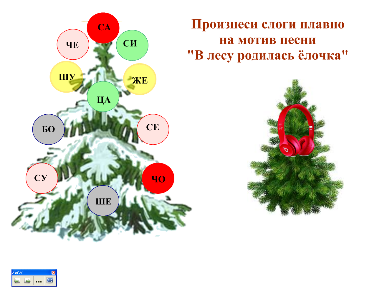 Произнеси слоги плавно
на мотив песни
"В лесу родилась ёлочка"
СА
ЧЕ
СИ
ШУ
ЖЕ
ЦА
БО
СЕ
СУ
ЧО
ШЕ